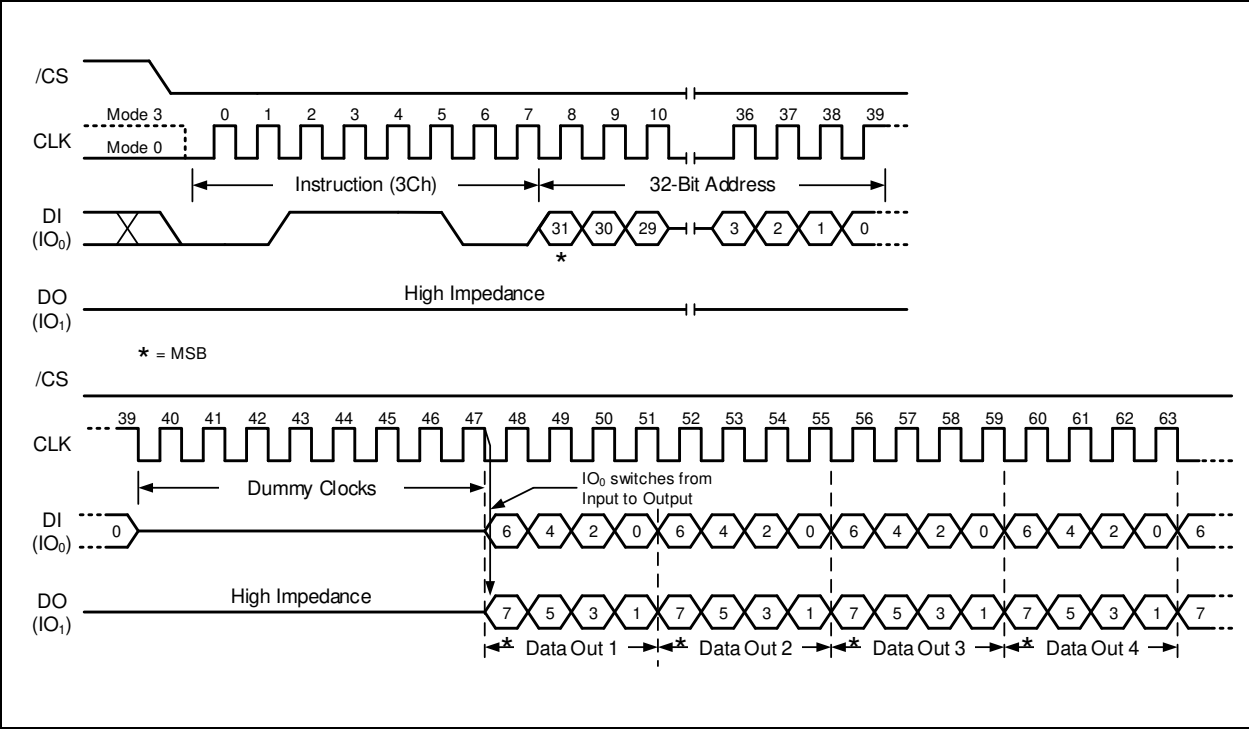 /CS
Mode 3 0 1 2 3 4 5 6 7 8 9 10 36 37 38 39
CLK
Mode 0
Instruction (3Ch) 32-Bit Address
DI
(IO₀)
31 30 29 3 2 1 0
*
High Impedance
DO
(IO₁)
* = MSB
/CS
39 40 41 42 43 44 45 46 47 48 49 50 51 52 53 54 55 56 57 58 59 60 61 62 63
CLK
Dummy Clocks
IO₀ switches from
Input to Output
DI
(IO₀)
0 6 4 2 0 6 4 2 0 6 4 2 0 6 4 2 0 6
High Impedance
DO
(IO₁)
7 5 3 1 7 5 3 1 7 5 3 1 7 5 3 1 7
* Data Out 1 * Data Out 2 * Data Out 3 * Data Out 4